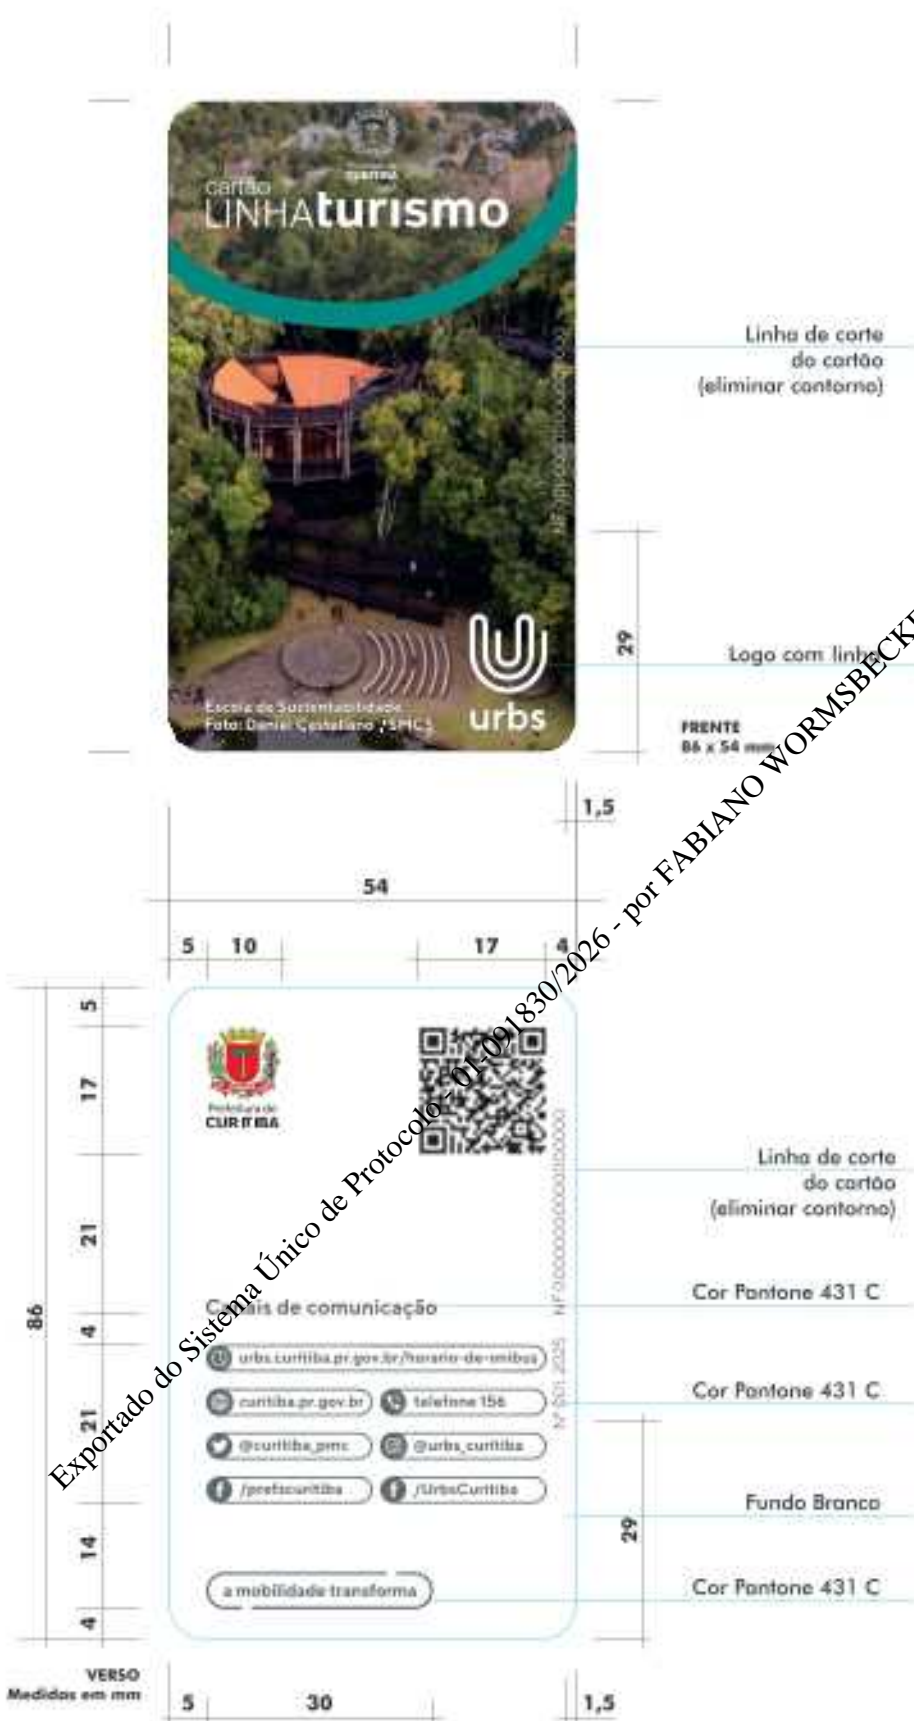 CURITIBA
cartão
LINHAturismo
Linha de corte
do cartão
(eliminar contorno)
29
Logo com linha
urbs
Escola de Sustentabilidade
Foto: Daniel Castellano / SMCS
FRENTE
86 x 54 mm
1,5
54
5 10 17 4
5
17
21
4
21
14
4
86
Prefeitura de
CURITIBA
Linha de corte
do cartão
(eliminar contorno)
Canais de comunicação
Cor Pantone 431 C
urbs.curitiba.pr.gov.br/horario-de-onibus
curitiba.pr.gov.br telefone 156
Cor Pantone 431 C
@curitiba_pmc @urbs_curitiba
/prefscuritiba /UrbsCuritiba
Fundo Branco
29
a mobilidade transforma
Cor Pantone 431 C
VERSO
Medidas em mm
5 30 1,5
Exportado do Sistema Único de Protocolo - 01-091830/2026 - por FABIANO WORMSBECKE